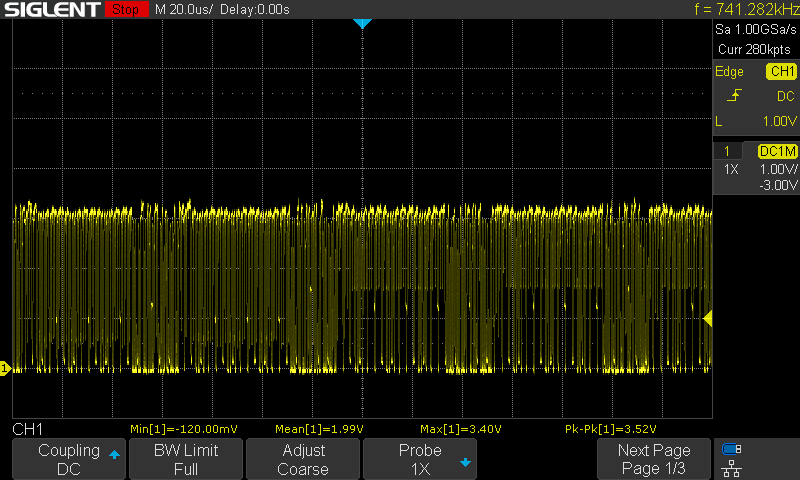 SIGLENT Stop M 20.0us/ Delay:0.00s f = 741.282kHz
Sa 1.00GSa/s
Curr 280kpts
Edge CH1
DC
L 1.00V
1 DC1M
1X 1.00V/
-3.00V
1
CH1 Min[1]=-120.00mV Mean[1]=1.99V Max[1]=3.40V Pk-Pk[1]=3.52V
Coupling BW Limit Adjust Probe Next Page
DC Full Coarse 1X Page 1/3